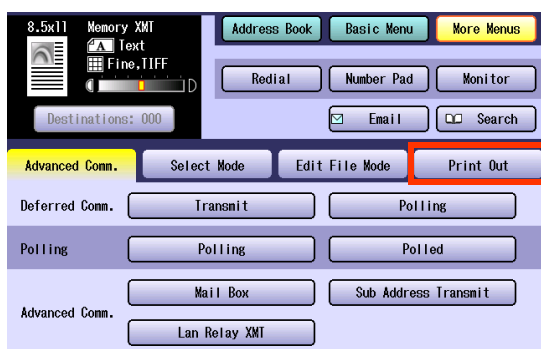 8.5x11 Memory XMT
A Text
Fine,TIFF
D
Destinations: 000
Address Book Basic Menu More Menus
Redial Number Pad Monitor
Email Search
Advanced Comm. Select Mode Edit File Mode Print Out
Deferred Comm. Transmit Polling
Polling Polling Polled
Advanced Comm. Mail Box Sub Address Transmit
Lan Relay XMT